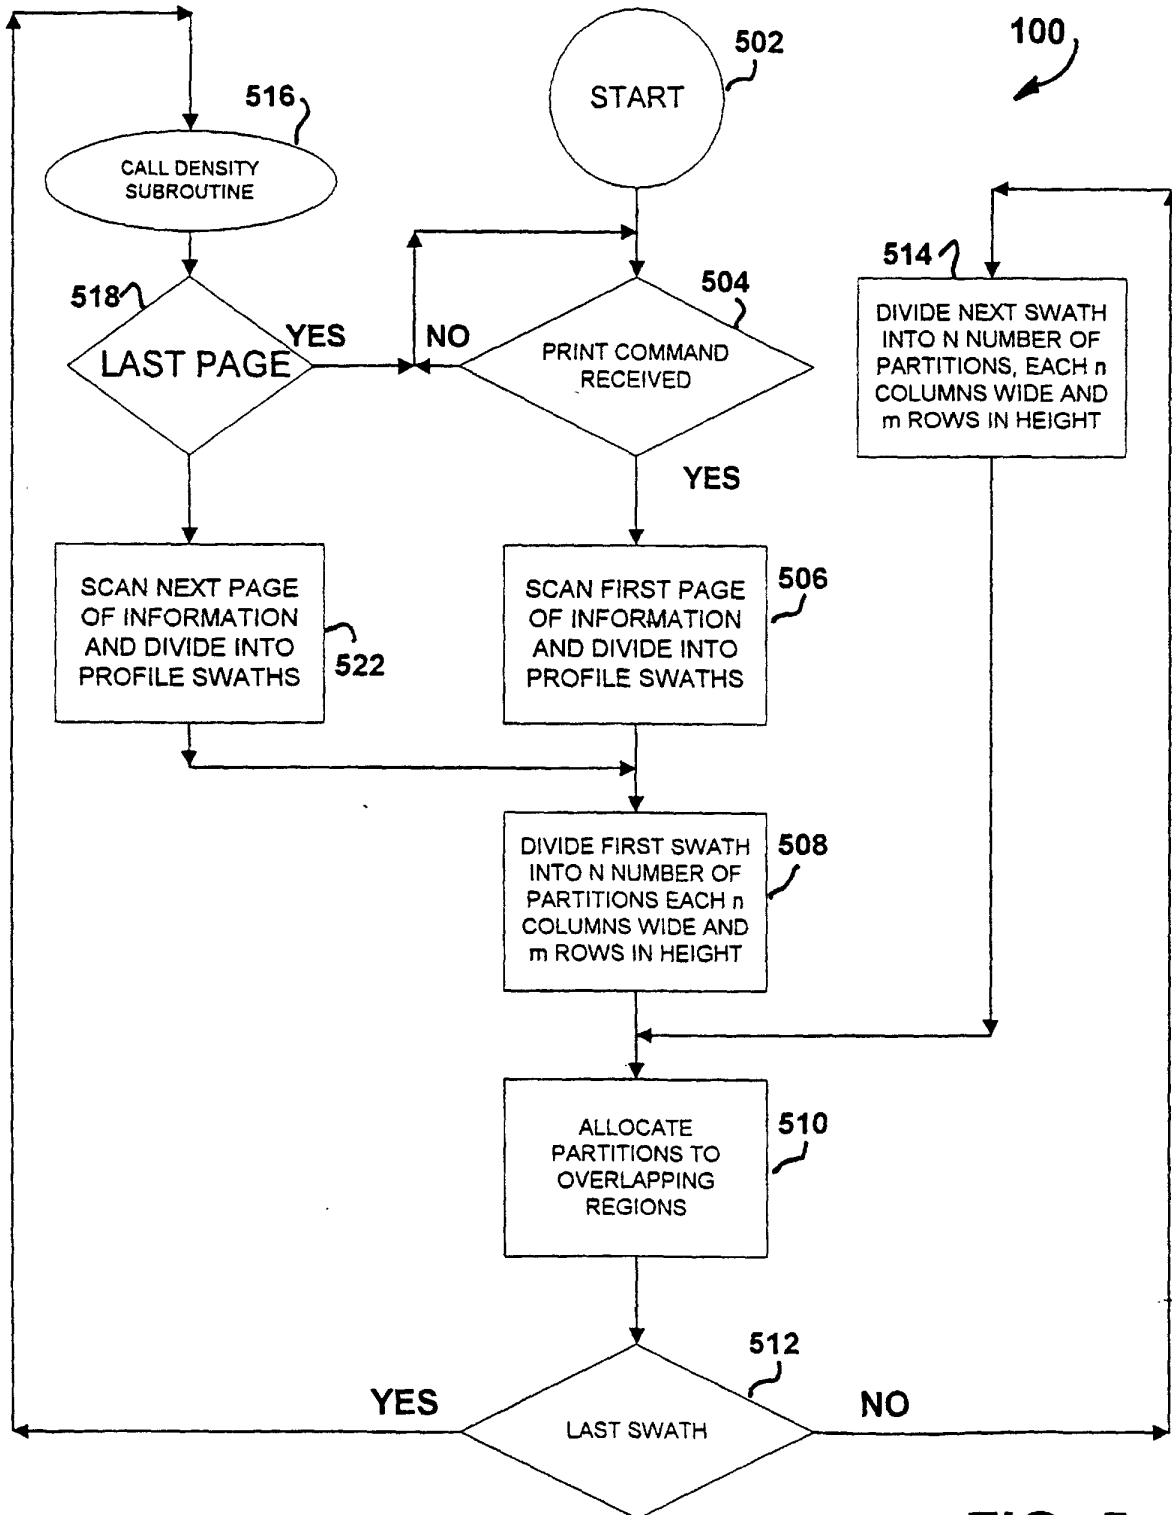 502
100
START
516
CALL DENSITY
SUBROUTINE
514
518
504
YES
NO
LAST PAGE
PRINT COMMAND
RECEIVED
DIVIDE NEXT SWATH
INTO N NUMBER OF
PARTITIONS, EACH n
COLUMNS WIDE AND
m ROWS IN HEIGHT
YES
SCAN NEXT PAGE
OF INFORMATION
AND DIVIDE INTO
PROFILE SWATHS
522
SCAN FIRST PAGE
OF INFORMATION
AND DIVIDE INTO
PROFILE SWATHS
506
DIVIDE FIRST SWATH
INTO N NUMBER OF
PARTITIONS EACH n
COLUMNS WIDE AND
m ROWS IN HEIGHT
508
ALLOCATE
PARTITIONS TO
OVERLAPPING
REGIONS
510
512
YES
NO
LAST SWATH